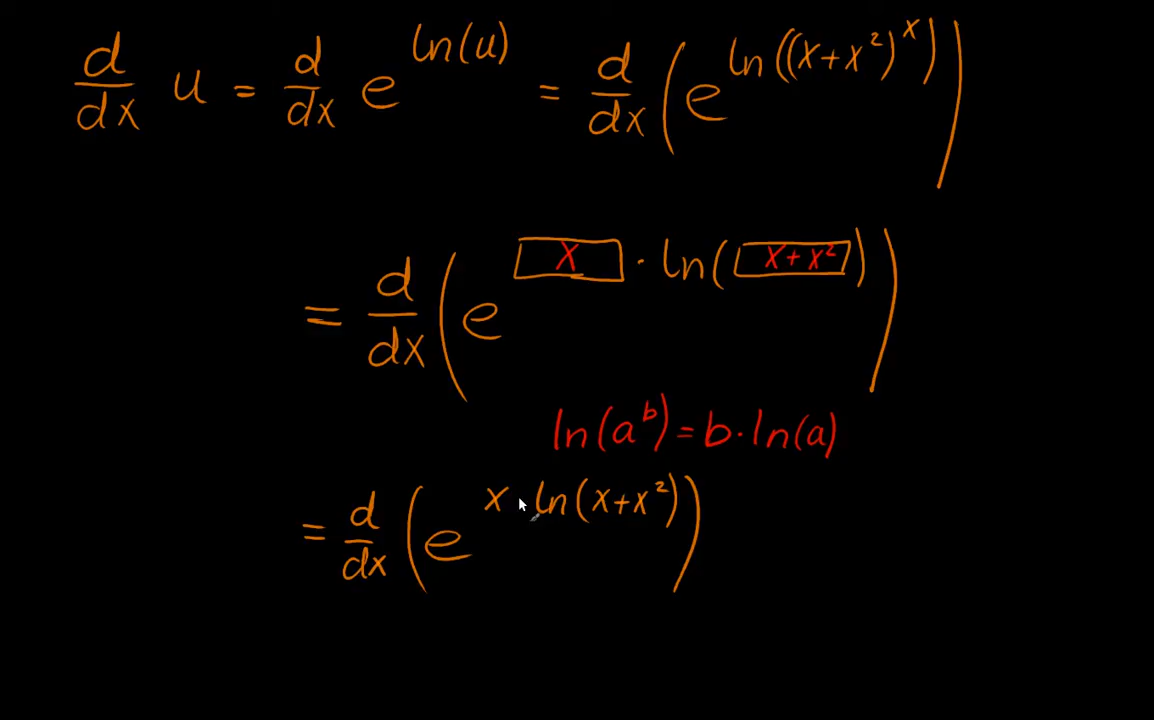 d/dx u = d/dx e^ln(u) = d/dx (e^ln((x+x²)^x))
= d/dx (e^x · ln(x+x²))
ln(a^b) = b·ln(a)
= d/dx (e^x·ln(x+x²))